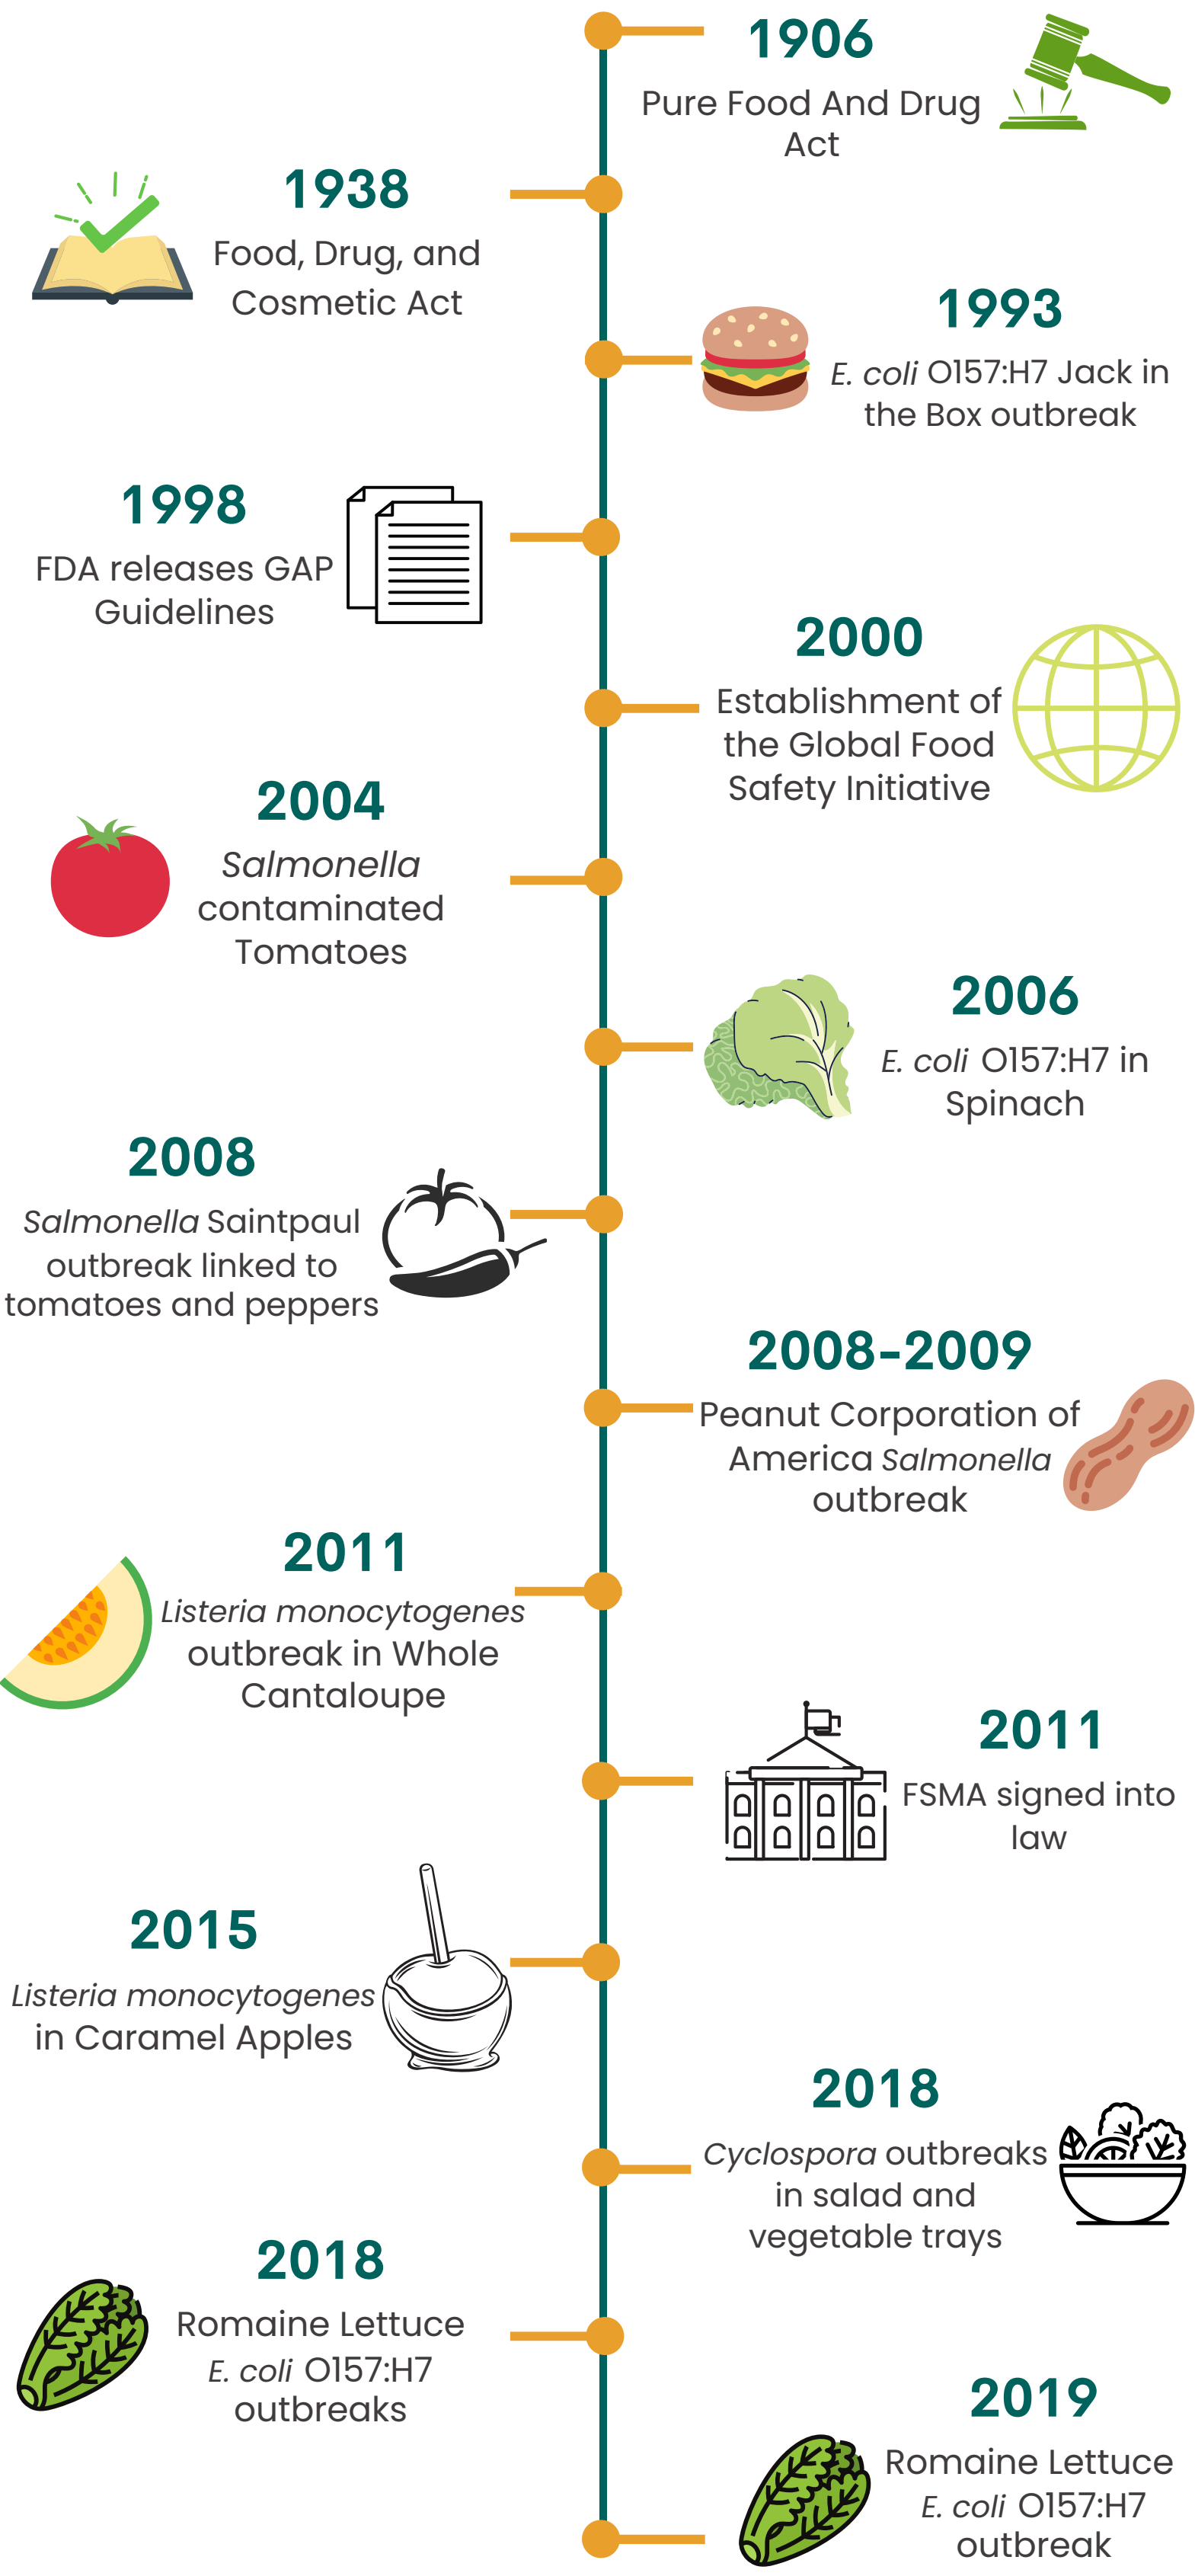 1906
Pure Food And Drug
Act
1938
Food, Drug, and
Cosmetic Act
1993
E. coli O157:H7 Jack in
the Box outbreak
1998
FDA releases GAP
Guidelines
2000
Establishment of
the Global Food
Safety Initiative
2004
Salmonella
contaminated
Tomatoes
2006
E. coli O157:H7 in
Spinach
2008
Salmonella Saintpaul
outbreak linked to
tomatoes and peppers
2008-2009
Peanut Corporation of
America Salmonella
outbreak
2011
Listeria monocytogenes
outbreak in Whole
Cantaloupe
2011
FSMA signed into
law
2015
Listeria monocytogenes
in Caramel Apples
2018
Cyclospora outbreaks
in salad and
vegetable trays
2018
Romaine Lettuce
E. coli O157:H7
outbreaks
2019
Romaine Lettuce
E. coli O157:H7
outbreak